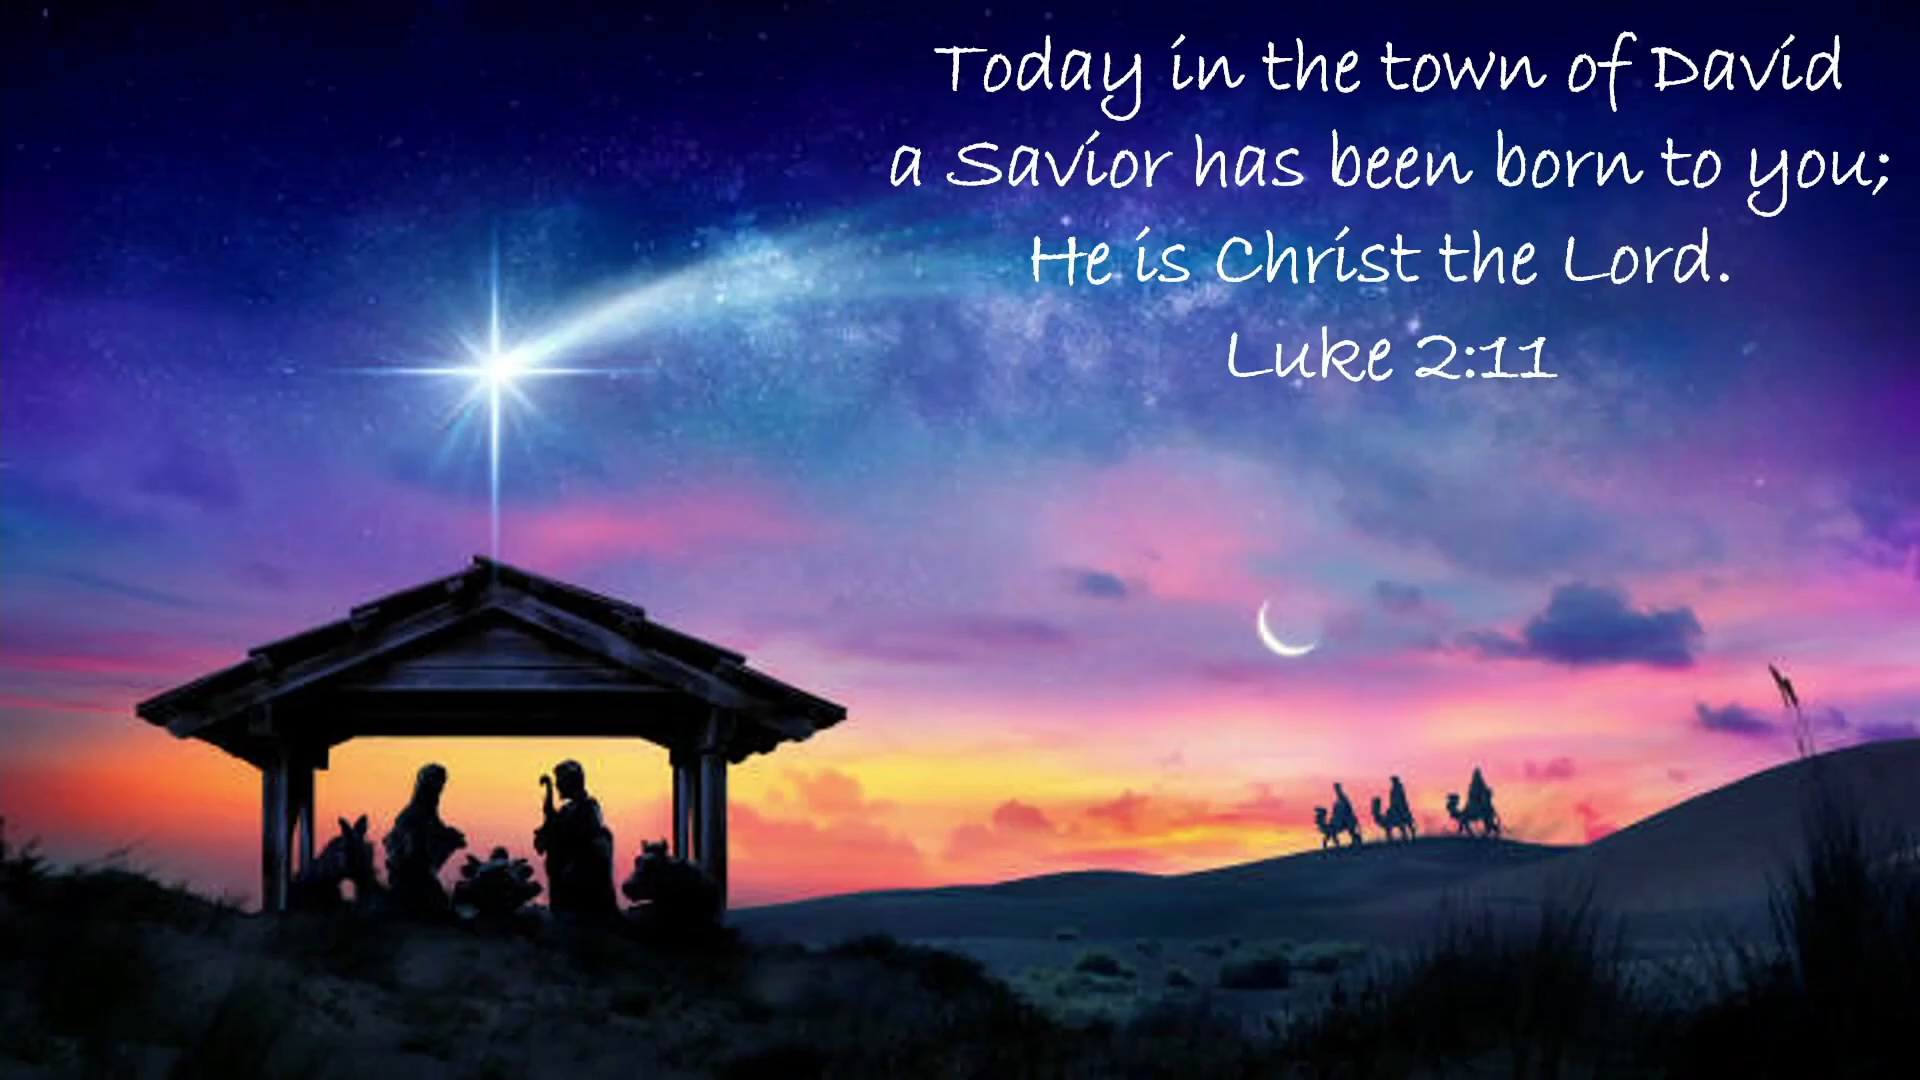 Today in the town of David
a Savior has been born to you;
He is Christ the Lord.
Luke 2:11